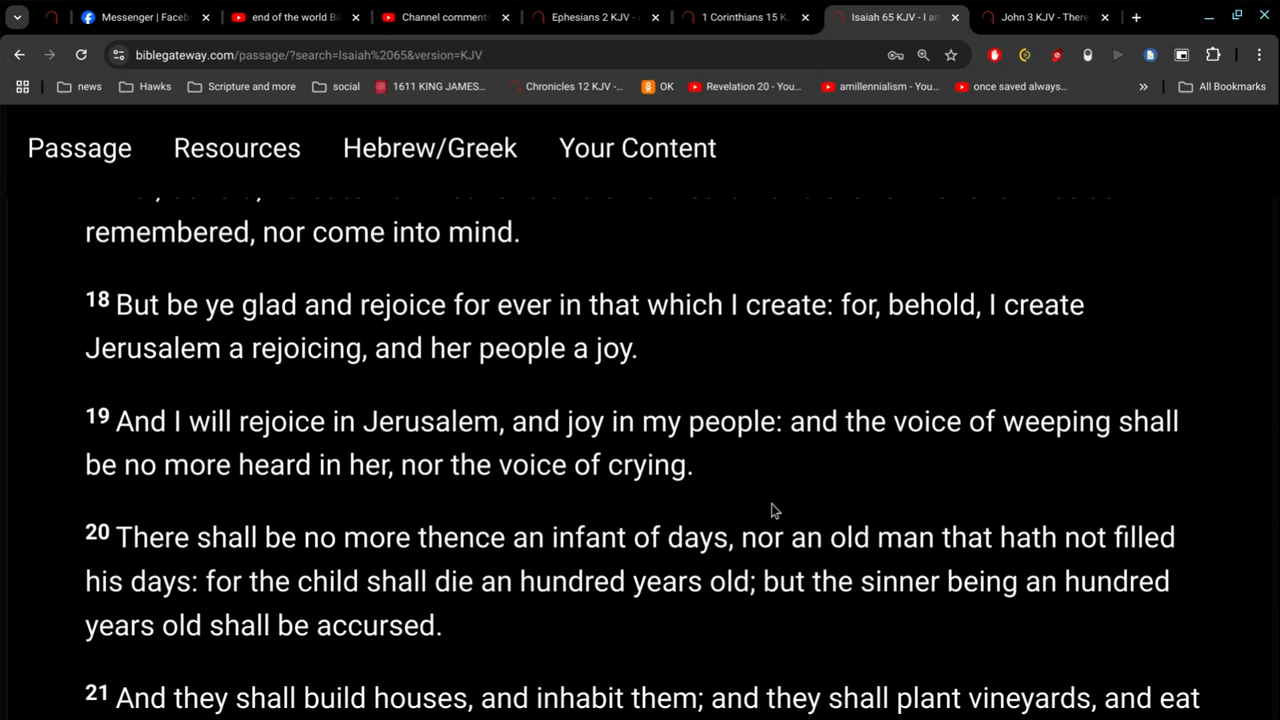 Messenger | Faceb
end of the world Bi
Channel comments
Ephesians 2 KJV -
1 Corinthians 15 K
Isaiah 65 KJV - I an
John 3 KJV - There
biblegateway.com/passage/?search=Isaiah%2065&version=KJV
news
Hawks
Scripture and more
social
1611 KING JAMES...
Chronicles 12 KJV -...
OK
Revelation 20 - You...
amillennialism - You...
once saved always...
»
All Bookmarks
Passage Resources Hebrew/Greek Your Content
remembered, nor come into mind.
18 But be ye glad and rejoice for ever in that which I create: for, behold, I create
Jerusalem a rejoicing, and her people a joy.
19 And I will rejoice in Jerusalem, and joy in my people: and the voice of weeping shall
be no more heard in her, nor the voice of crying.
20 There shall be no more thence an infant of days, nor an old man that hath not filled
his days: for the child shall die an hundred years old; but the sinner being an hundred
years old shall be accursed.
21 And they shall build houses, and inhabit them; and they shall plant vineyards, and eat